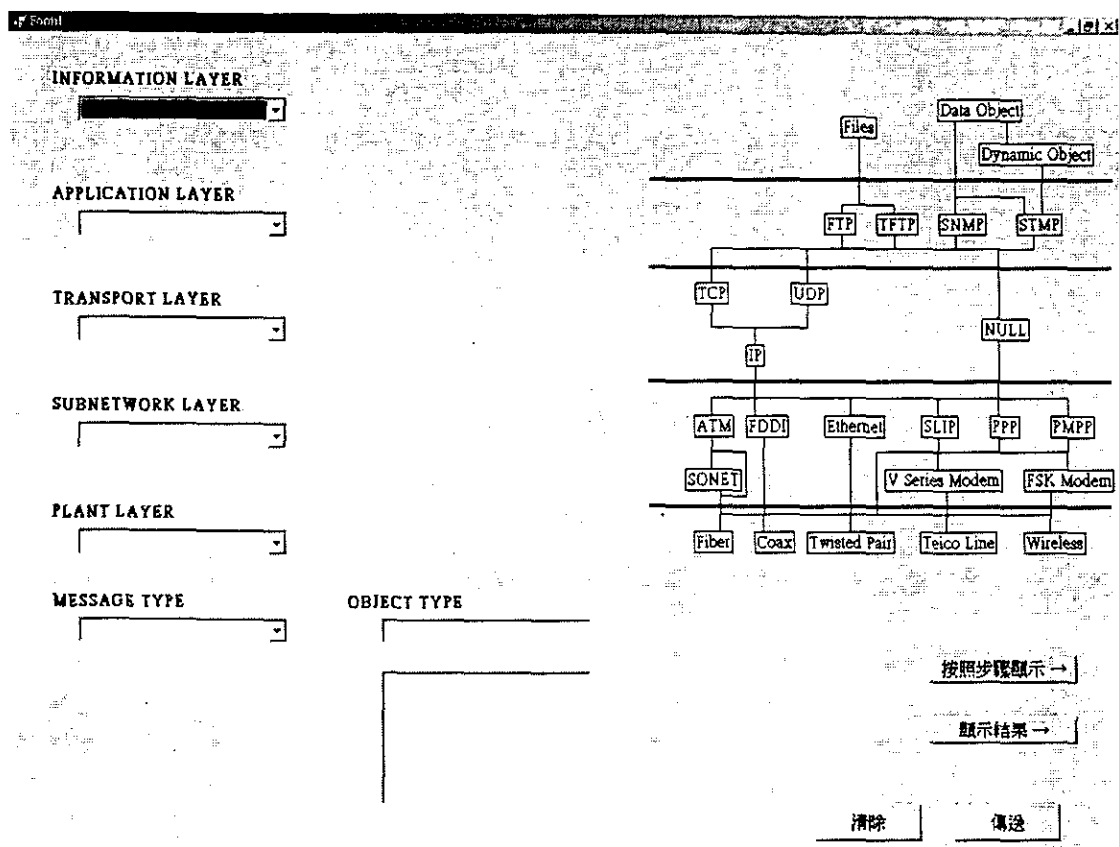 Form1
INFORMATION LAYER
APPLICATION LAYER
TRANSPORT LAYER
SUBNETWORK LAYER
PLANT LAYER
MESSAGE TYPE
OBJECT TYPE
Files
Data Object
Dynamic Object
FTP
TFTP
SNMP
STMP
TCP
UDP
NULL
IP
ATM
FDDI
Ethernet
SLIP
PPP
PMPP
SONET
V Series Modem
FSK Modem
Fiber
Coax
Twisted Pair
Telco Line
Wireless
按照步驟顯示→
顯示結果→
清除
傳送